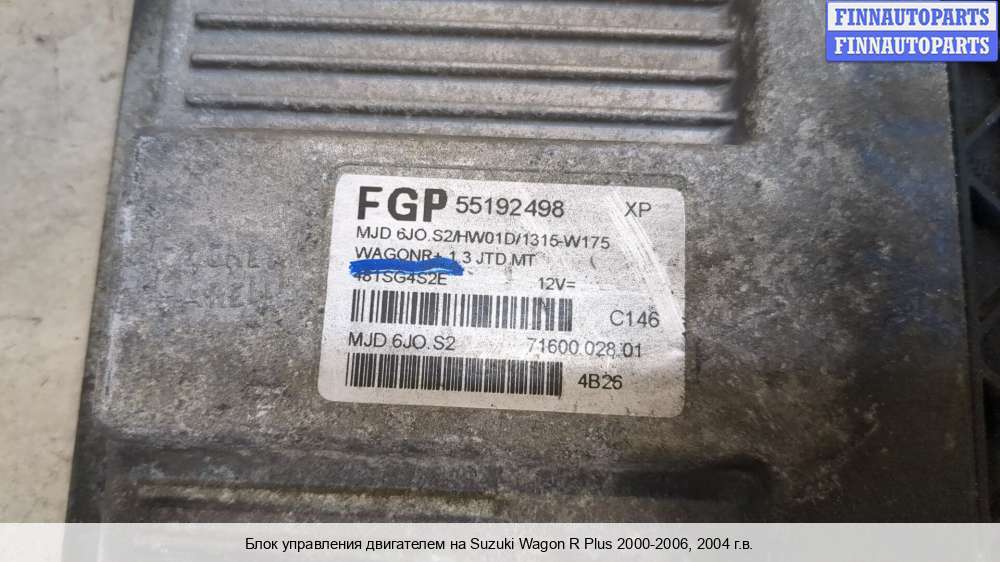 FINNAUTOPARTS
FINNAUTOPARTS
FGP 55192498 XP
MJD 6JO.S2/HW01D/1315-W175
WAGONR+ 1.3 JTD MT
481SG4S2E 12V=
C146
MJD 6JO.S2 71600.028.01
4B26
Блок управления двигателем на Suzuki Wagon R Plus 2000-2006, 2004 г.в.